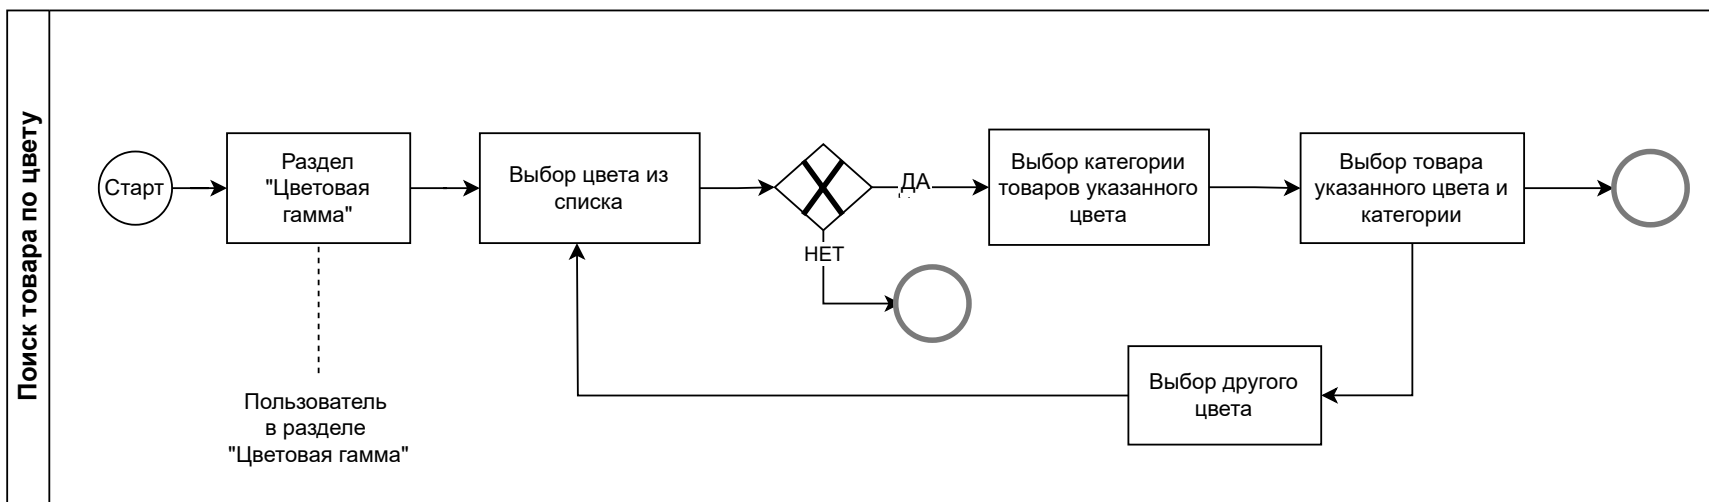 Поиск товара по цвету
Старт
Раздел
"Цветовая
гамма"
Выбор цвета из
списка
ДА
НЕТ
Выбор категории
товаров указанного
цвета
Выбор товара
указанного цвета и
категории
Выбор другого
цвета
Пользователь
в разделе
"Цветовая гамма"